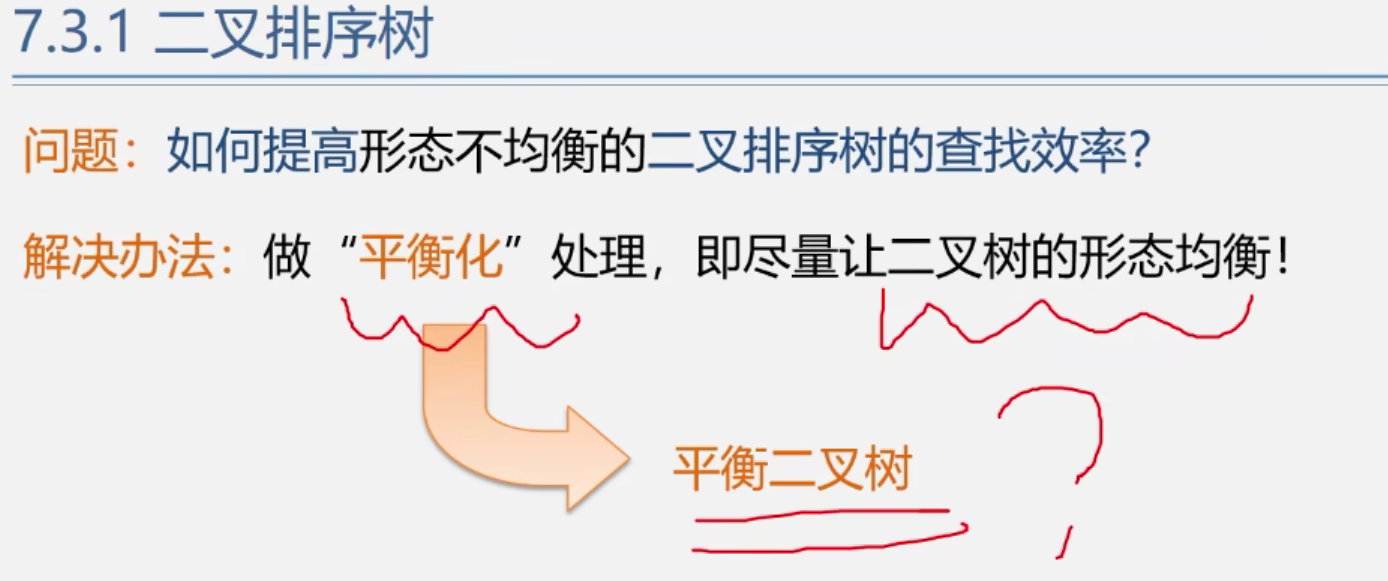 7.3.1 二叉排序树
问题：如何提高形态不均衡的二叉排序树的查找效率？
解决办法：做“平衡化”处理，即尽量让二叉树的形态均衡！
平衡二叉树
？